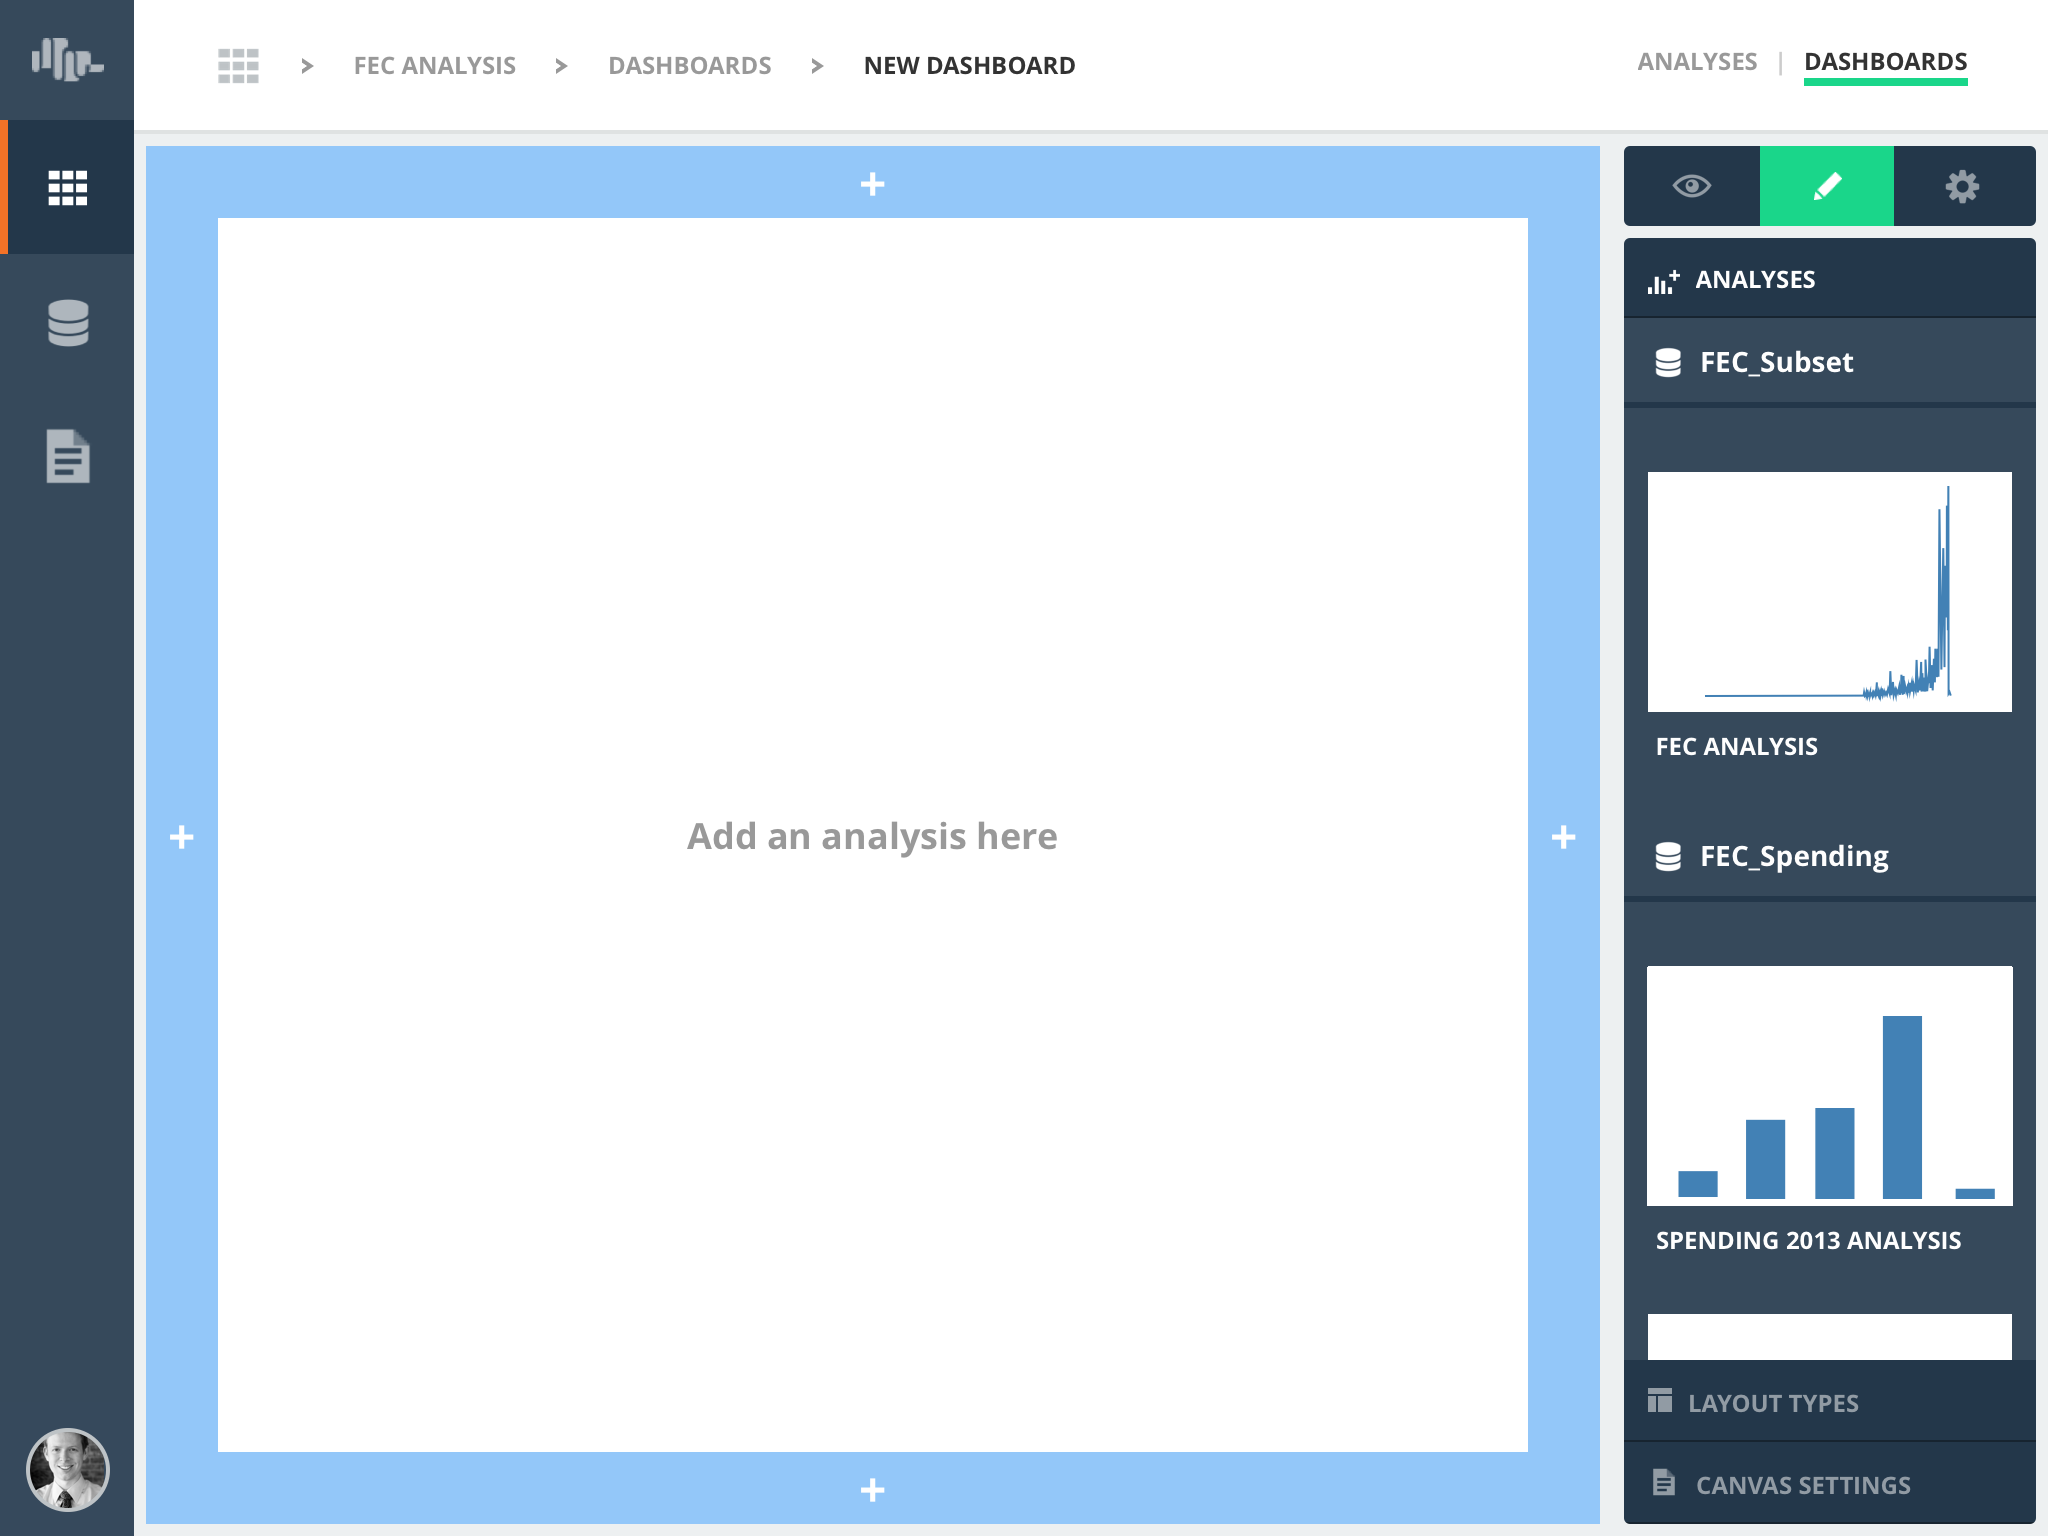 > FEC ANALYSIS > DASHBOARDS > NEW DASHBOARD
ANALYSES | DASHBOARDS
+
+
Add an analysis here
+
+
ANALYSES
FEC_Subset
FEC ANALYSIS
FEC_Spending
SPENDING 2013 ANALYSIS
LAYOUT TYPES
CANVAS SETTINGS